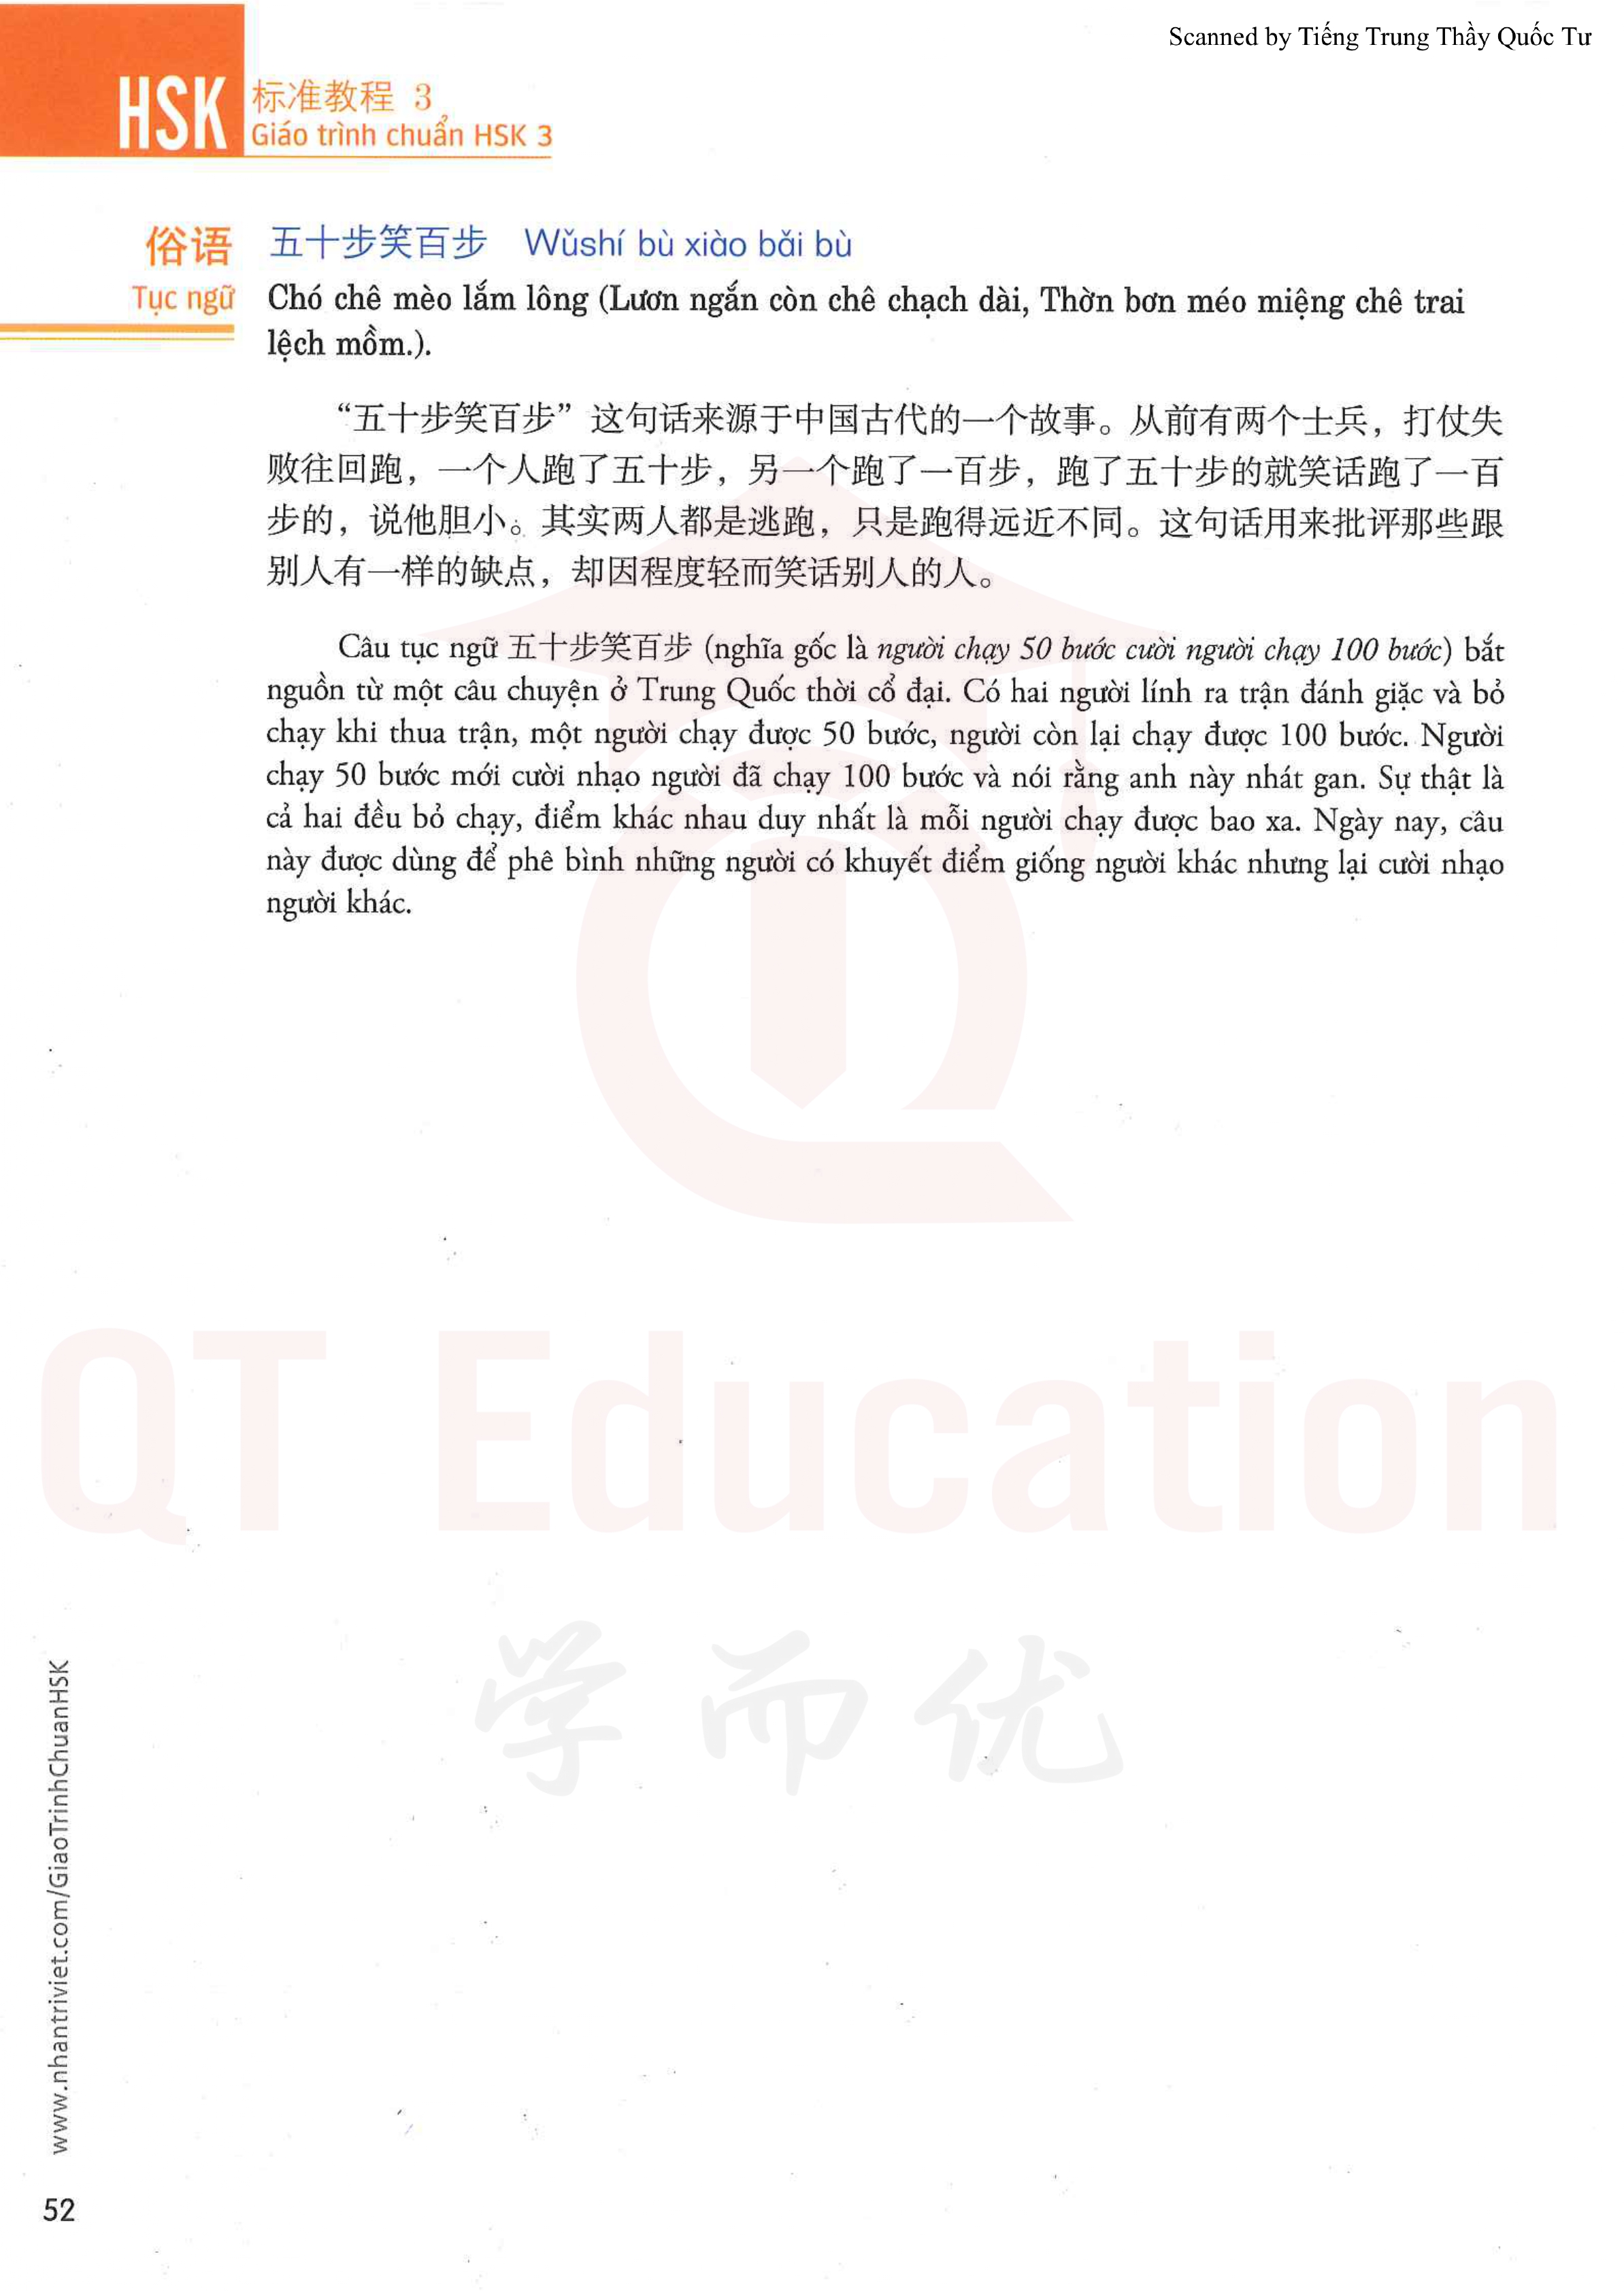 Scanned by Tiếng Trung Thầy Quốc Tư
HSK 标准教程 3
Giáo trình chuẩn HSK 3
俗语 五十步笑百步 Wǔshí bù xiào bǎi bù
Tục ngữ Chó chê mèo lắm lông (Lươn ngắn còn chê chạch dài, Thờn bơn méo miệng chê trai
lệch mồm.).
“五十步笑百步”这句话来源于中国古代的一个故事。从前有两个士兵，打仗失
败往回跑，一个人跑了五十步，另一个跑了一百步，跑了五十步的就笑话跑了一百
步的，说他胆小。其实两人都是逃跑，只是跑得远近不同。这句话用来批评那些跟
别人有一样的缺点，却因程度轻而笑话别人的人。
Câu tục ngữ 五十步笑百步 (nghĩa gốc là người chạy 50 bước cười người chạy 100 bước) bắt
nguồn từ một câu chuyện ở Trung Quốc thời cổ đại. Có hai người lính ra trận đánh giặc và bỏ
chạy khi thua trận, một người chạy được 50 bước, người còn lại chạy được 100 bước. Người
chạy 50 bước mới cười nhạo người đã chạy 100 bước và nói rằng anh này nhát gan. Sự thật là
cả hai đều bỏ chạy, điểm khác nhau duy nhất là mỗi người chạy được bao xa. Ngày nay, câu
này được dùng để phê bình những người có khuyết điểm giống người khác nhưng lại cười nhạo
người khác.
QT Education
学而优
www.nhantriviet.com/GiaoTrinhChuanHSK
52